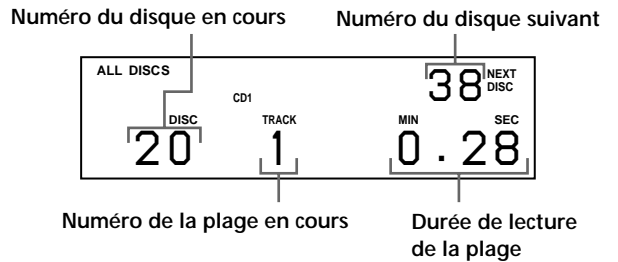 Numéro du disque en cours
Numéro du disque suivant
ALL DISCS
38 NEXT DISC
CD1
DISC TRACK MIN SEC
20 1 0.28
Numéro de la plage en cours
Durée de lecture
de la plage